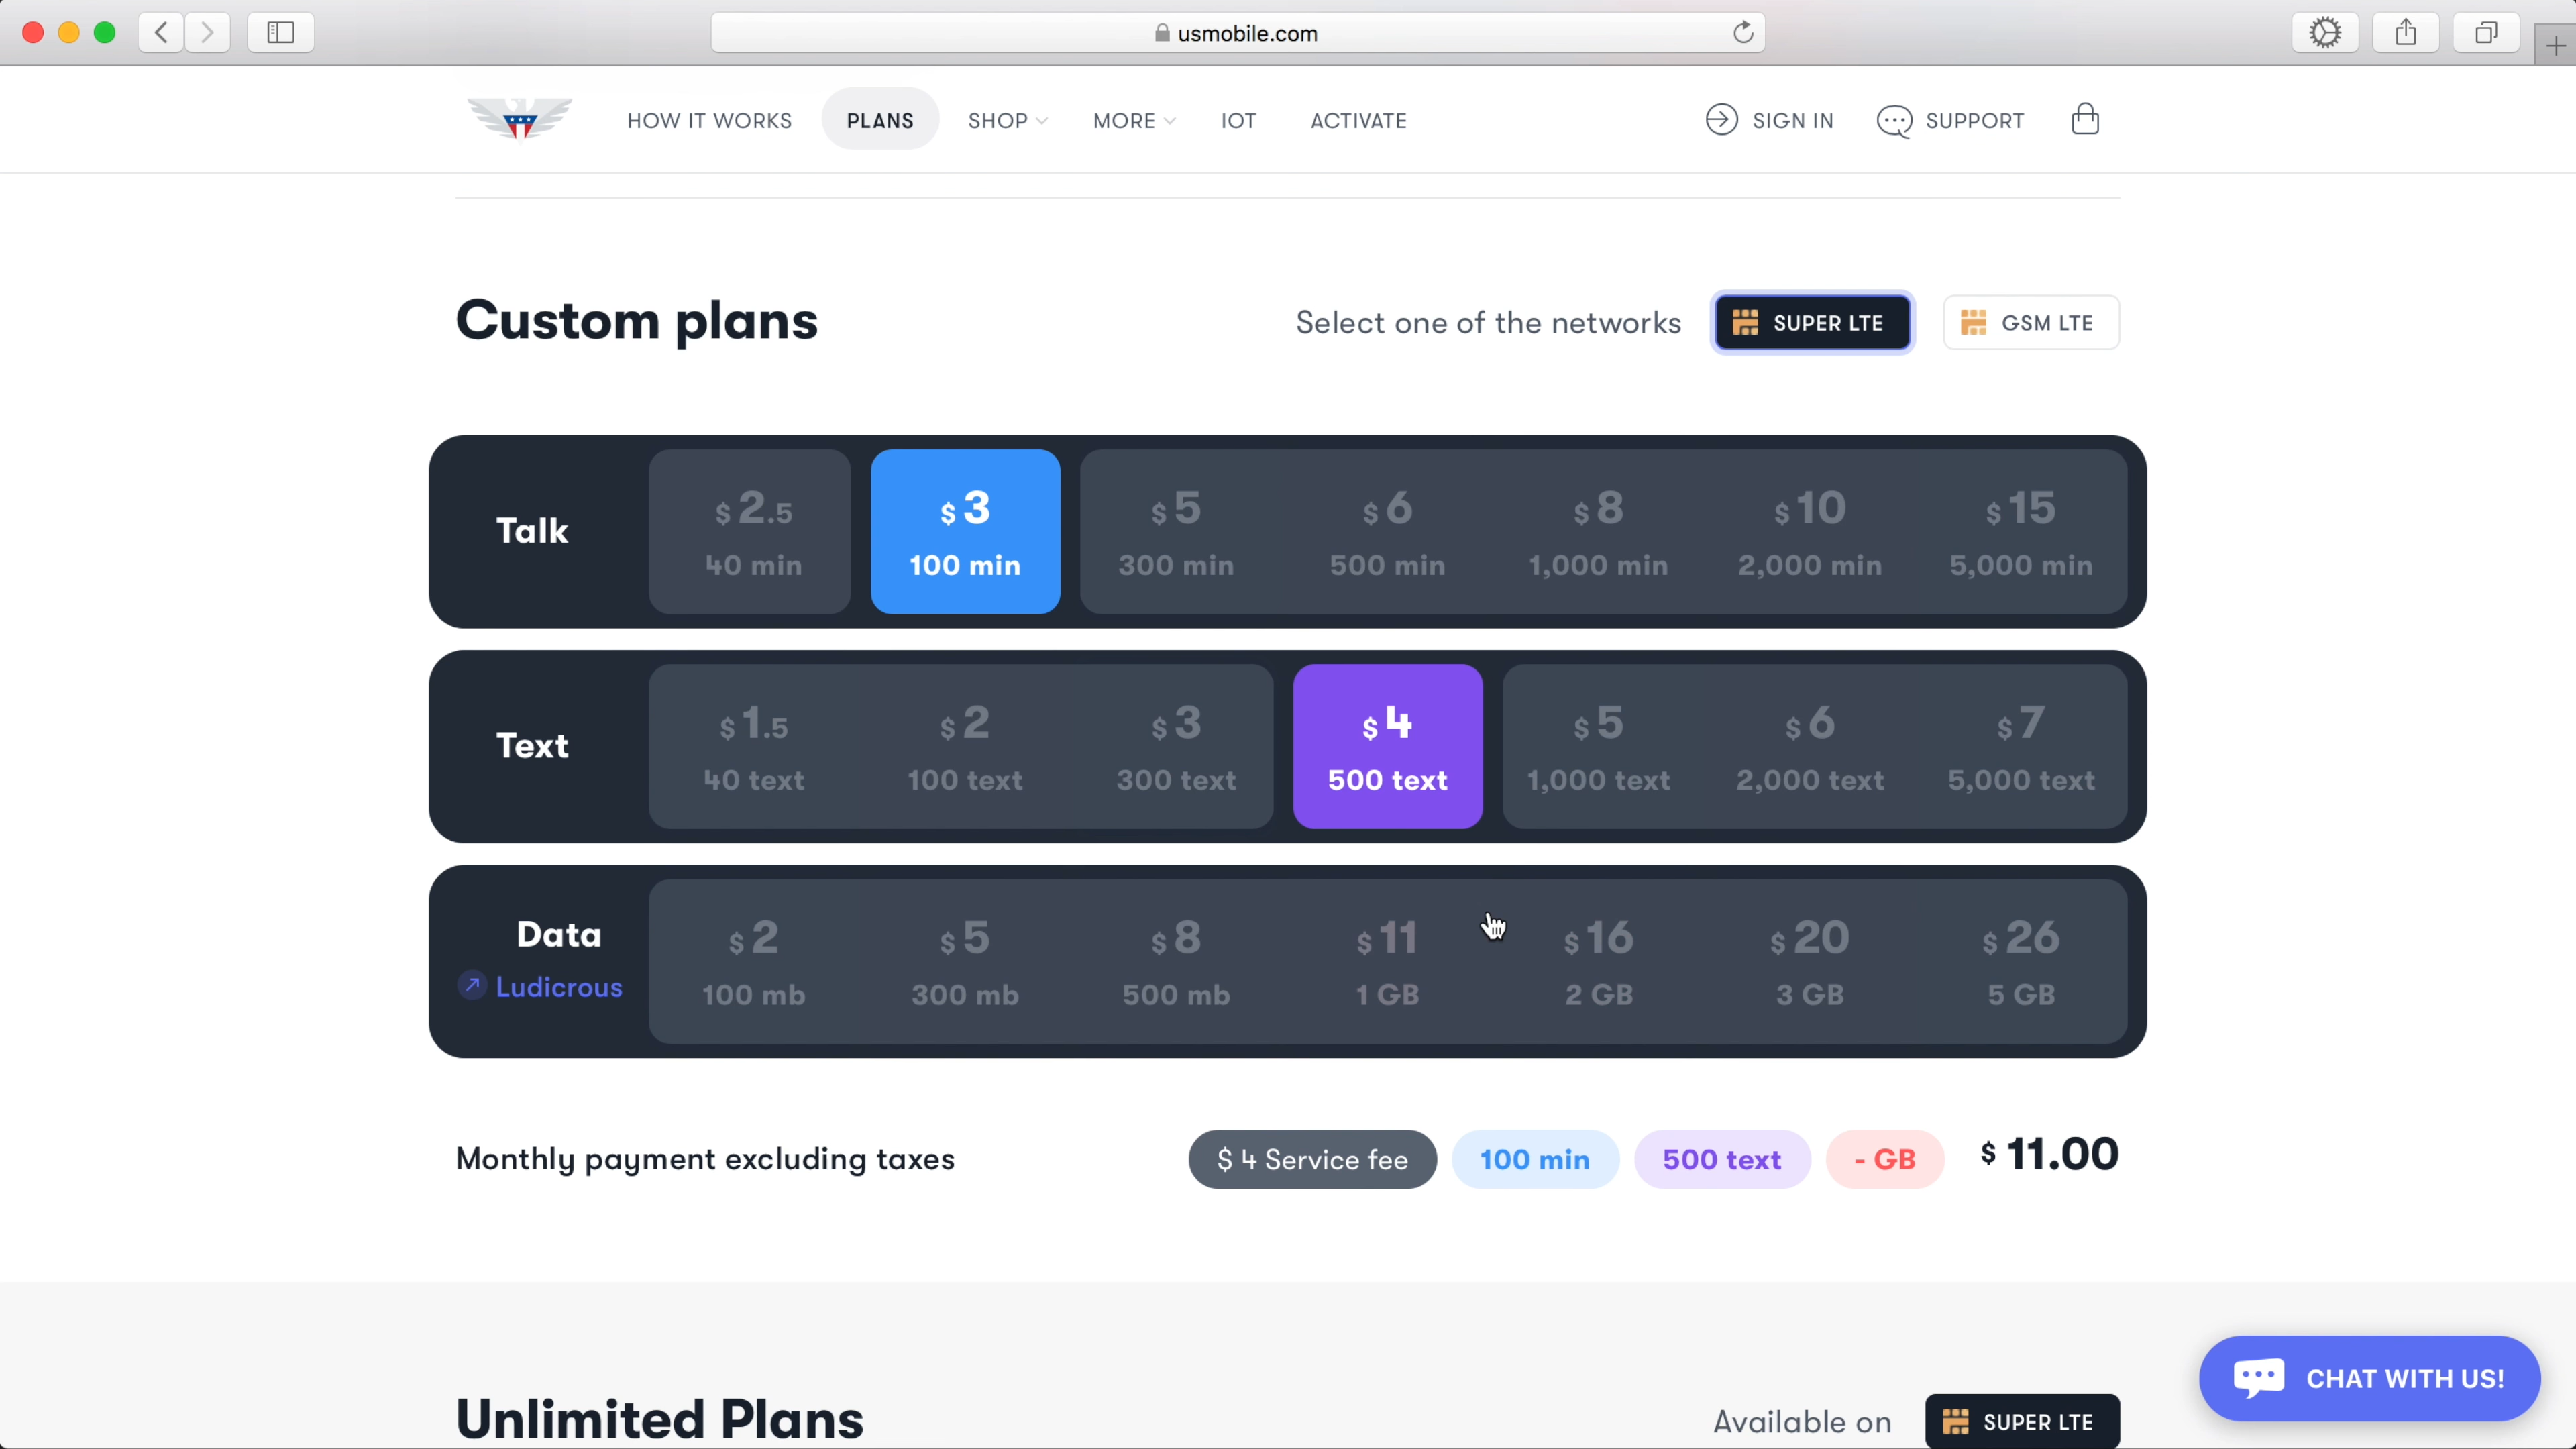 usmobile.com
HOW IT WORKS PLANS SHOP MORE IOT ACTIVATE SIGN IN SUPPORT
Custom plans Select one of the networks SUPER LTE GSM LTE
Talk
$ 2.5 $ 3 $ 5 $ 6 $ 8 $ 10 $ 15
40 min 100 min 300 min 500 min 1,000 min 2,000 min 5,000 min
Text
$ 1.5 $ 2 $ 3 $ 4 $ 5 $ 6 $ 7
40 text 100 text 300 text 500 text 1,000 text 2,000 text 5,000 text
Data
Ludicrous
$ 2 $ 5 $ 8 $ 11 $ 16 $ 20 $ 26
100 mb 300 mb 500 mb 1 GB 2 GB 3 GB 5 GB
Monthly payment excluding taxes $ 4 Service fee 100 min 500 text - GB $ 11.00
CHAT WITH US!
Unlimited Plans Available on SUPER LTE